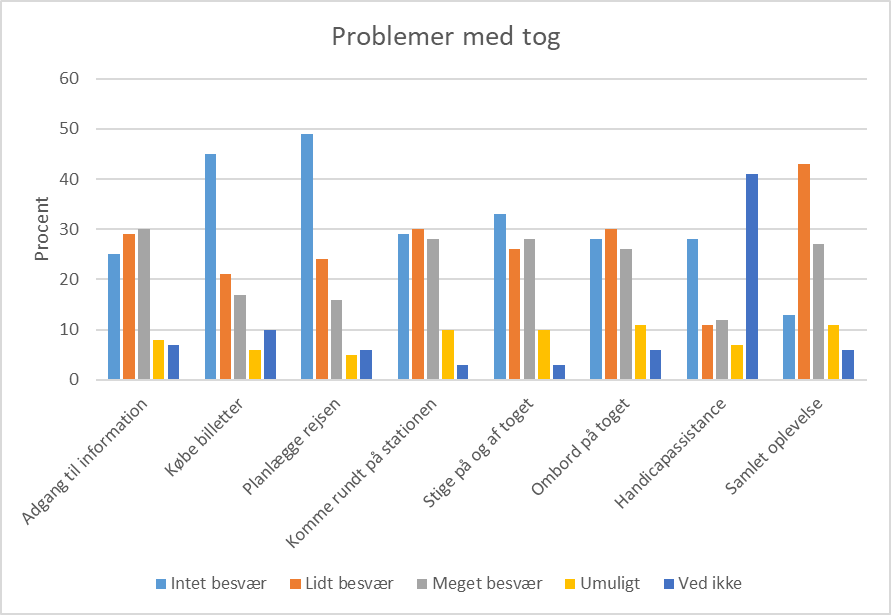 Problemer med tog
60
50
40
30
20
10
0
Procent
Adgang til information
Købe billetter
Planlægge rejsen
Komme rundt på stationen
Stige på og af toget
Ombord på toget
Handicapassistance
Samlet oplevelse
Intet besvær Lidt besvær Meget besvær Umuligt Ved ikke